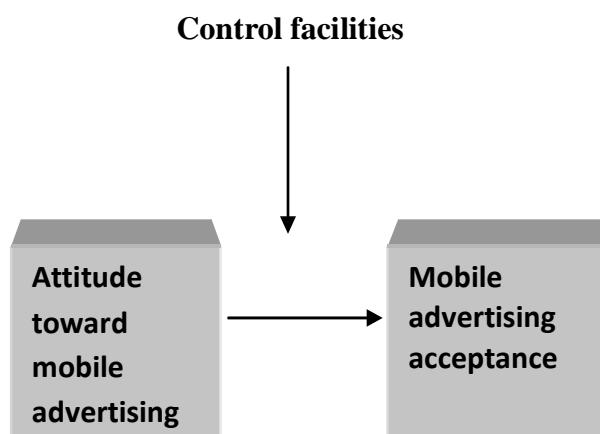 Control facilities
Attitude
toward
mobile
advertising
Mobile
advertising
acceptance